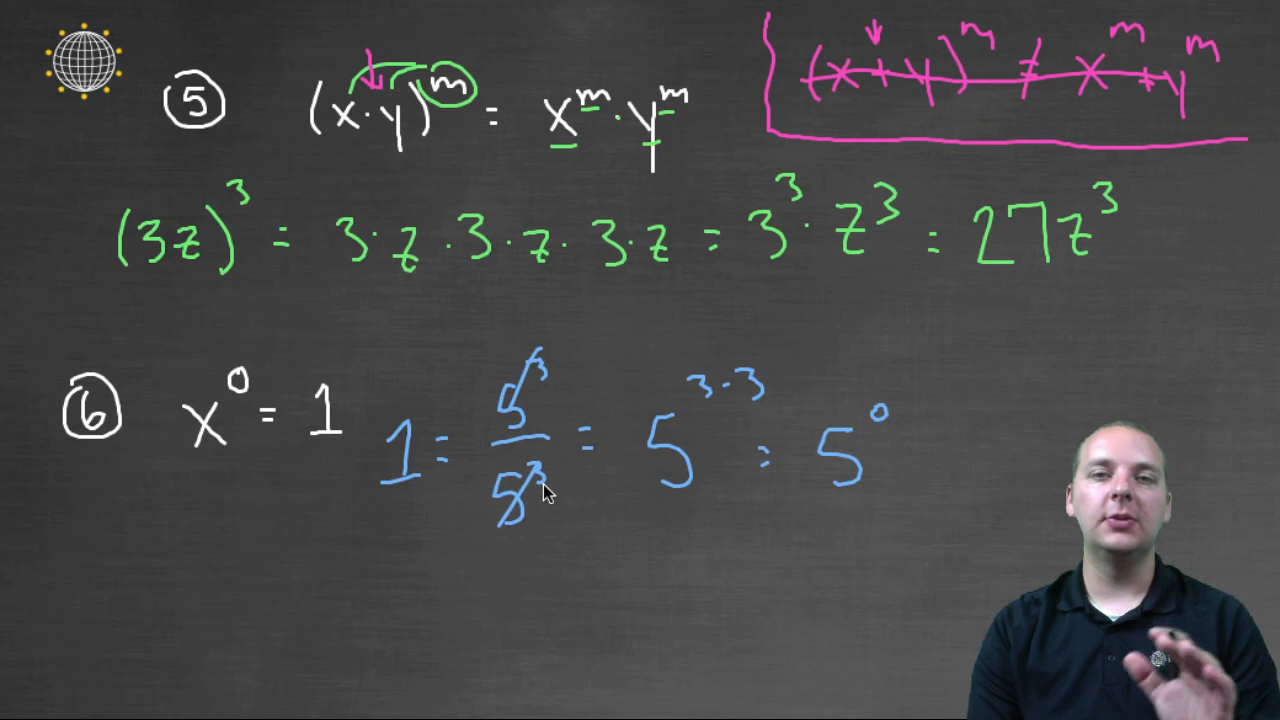 ⑤ (x·y)^m = x^m·y^m
(x+y)^m ≠ x^m + y^m
(3z)^3 = 3·z·3·z·3·z = 3^3·z^3 = 27z^3
⑥ x^0 = 1
1 = 5^3/5^3 = 5^(3-3) = 5^0